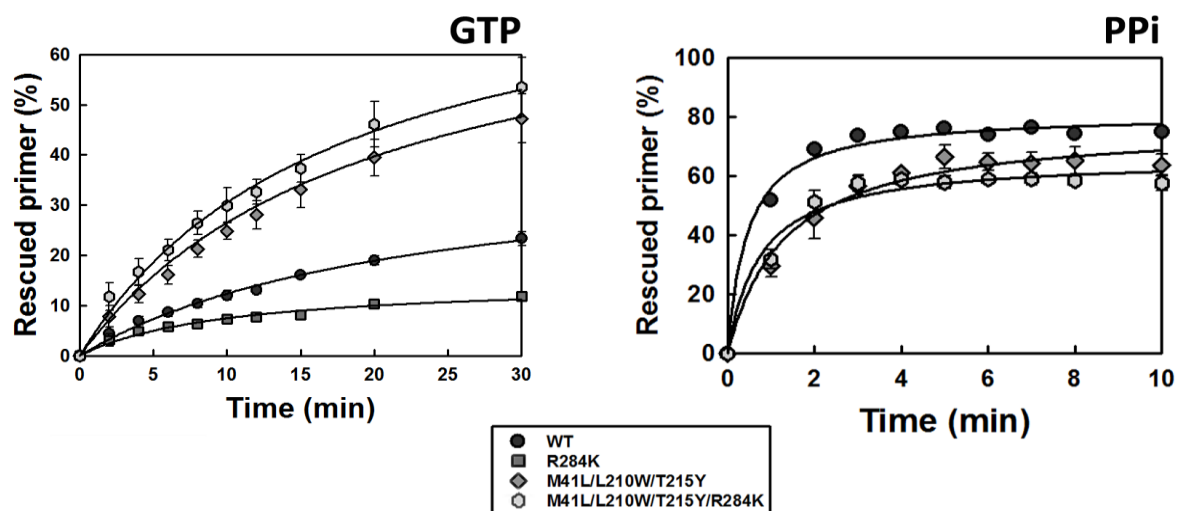 GTP
Rescued primer (%)
60
50
40
30
20
10
0
0 5 10 15 20 25 30
Time (min)
PPi
Rescued primer (%)
100
80
60
40
20
0
0 2 4 6 8 10
Time (min)
WT
R284K
M41L/L210W/T215Y
M41L/L210W/T215Y/R284K